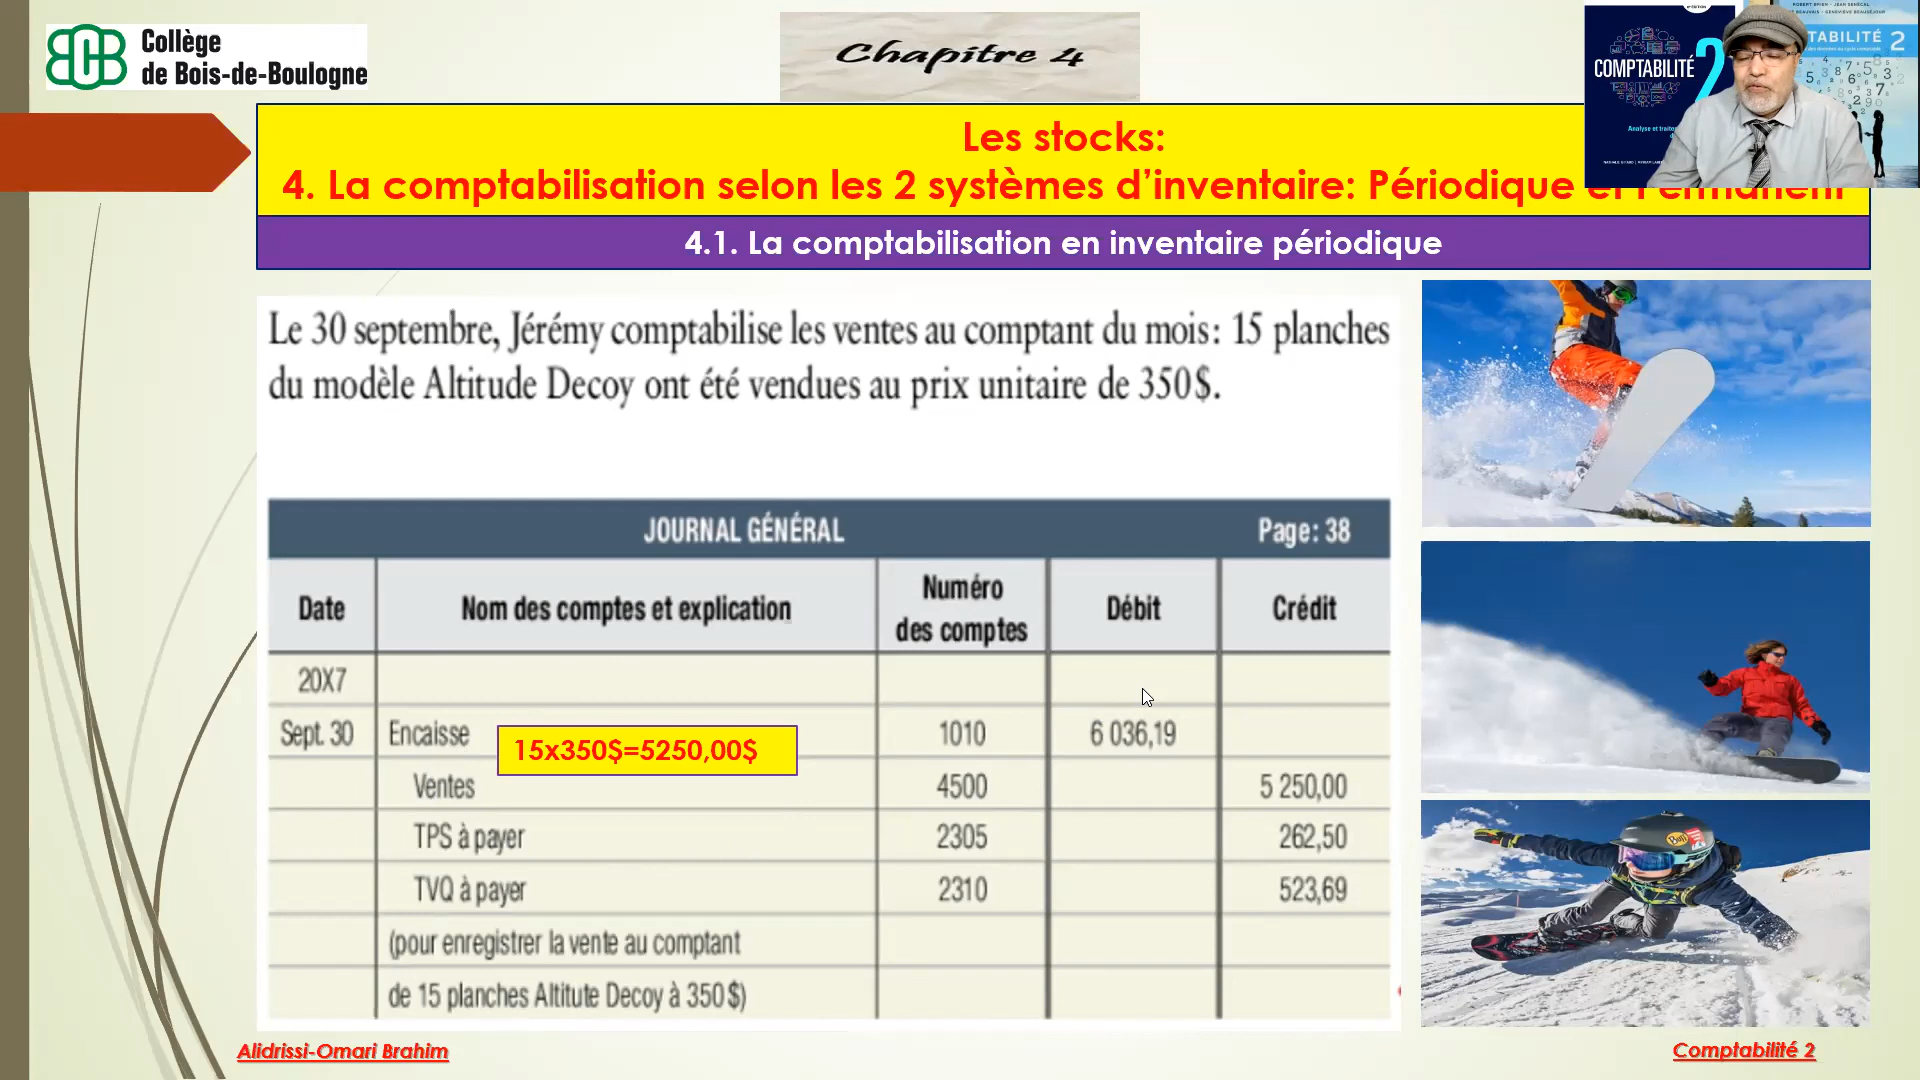 Collège
de Bois-de-Boulogne
Chapitre 4
COMPTABILITÉ 2
TABILITÉ 2
Les stocks:
4. La comptabilisation selon les 2 systèmes d'inventaire: Périodique et Permanent
4.1. La comptabilisation en inventaire périodique
Le 30 septembre, Jérémy comptabilise les ventes au comptant du mois: 15 planches
du modèle Altitude Decoy ont été vendues au prix unitaire de 350$.
JOURNAL GÉNÉRAL Page: 38
Date Nom des comptes et explication Numéro des comptes Débit Crédit
20X7
Sept. 30 Encaisse 1010 6 036,19
15x350$=5250,00$
Ventes 4500 5 250,00
TPS à payer 2305 262,50
TVQ à payer 2310 523,69
(pour enregistrer la vente au comptant
de 15 planches Altitute Decoy à 350$)
Alidrissi-Omari Brahim
Comptabilité 2